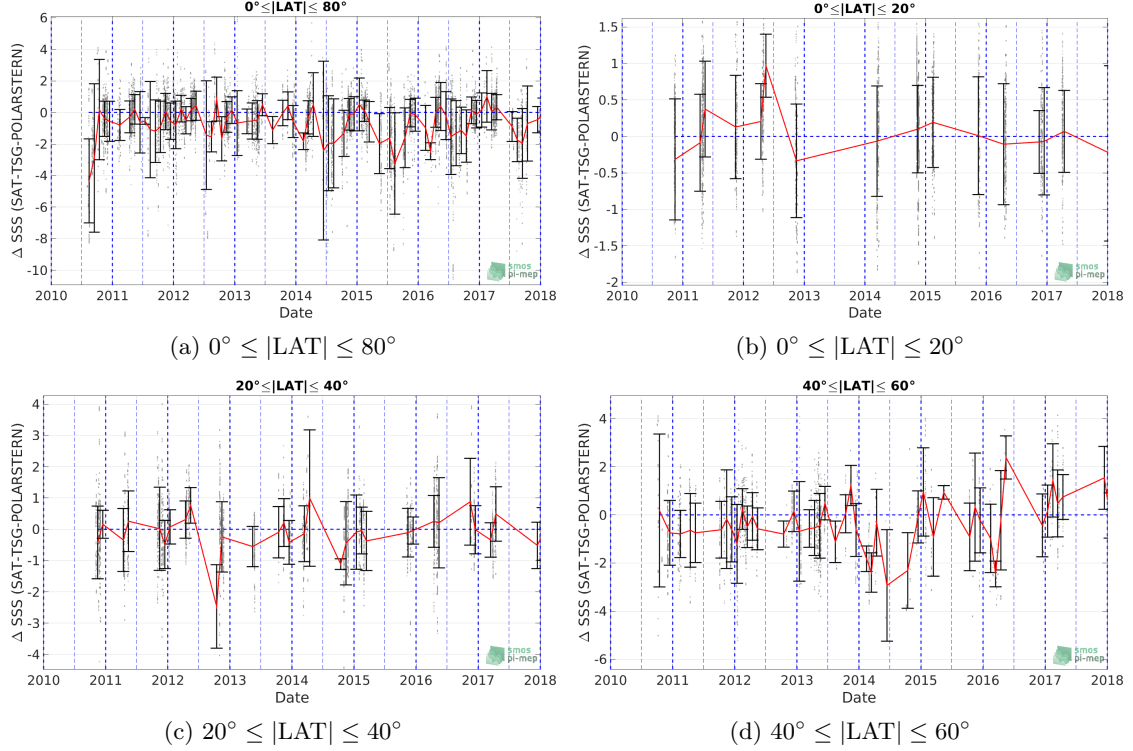 0°≤|LAT|≤ 80°
Δ SSS (SAT-TSG-POLARSTERN)
6
4
2
0
-2
-4
-6
-8
-10
2010 2011 2012 2013 2014 2015 2016 2017 2018
Date
smos
pi-mep
(a) 0° ≤ |LAT| ≤ 80°
0°≤|LAT|≤ 20°
Δ SSS (SAT-TSG-POLARSTERN)
1.5
1
0.5
0
-0.5
-1
-1.5
-2
2010 2011 2012 2013 2014 2015 2016 2017 2018
Date
smos
pi-mep
(b) 0° ≤ |LAT| ≤ 20°
20°≤|LAT|≤ 40°
Δ SSS (SAT-TSG-POLARSTERN)
4
3
2
1
0
-1
-2
-3
-4
2010 2011 2012 2013 2014 2015 2016 2017 2018
Date
smos
pi-mep
(c) 20° ≤ |LAT| ≤ 40°
40°≤|LAT|≤ 60°
Δ SSS (SAT-TSG-POLARSTERN)
4
2
0
-2
-4
-6
2010 2011 2012 2013 2014 2015 2016 2017 2018
Date
smos
pi-mep
(d) 40° ≤ |LAT| ≤ 60°